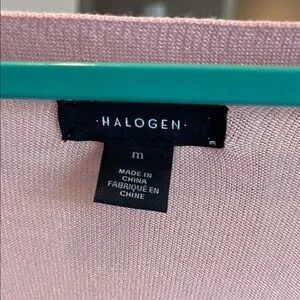 ·HALOGEN·
m
MADE IN
CHINA
FABRIQUÉ EN
CHINE